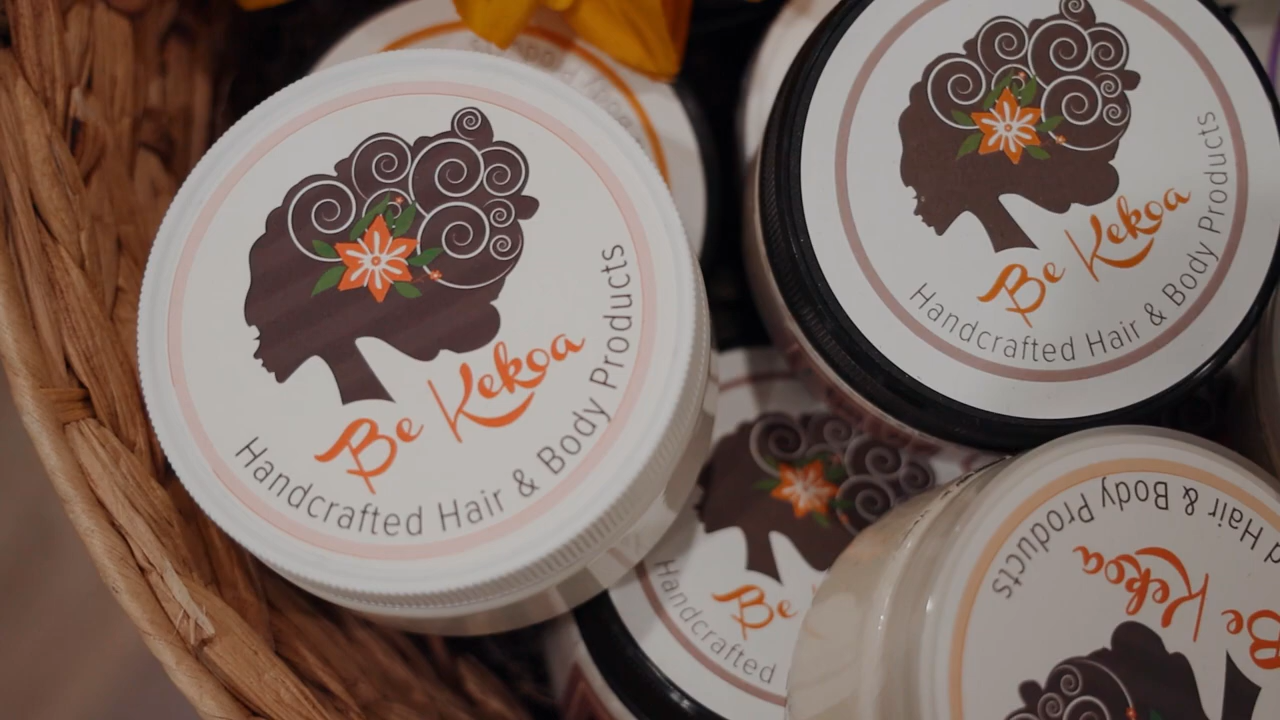 Be Kekoa
Handcrafted Hair & Body Products
Be Kekoa
Handcrafted Hair & Body Products
Be
Handcrafted
Be Kekoa
Hair & Body Products